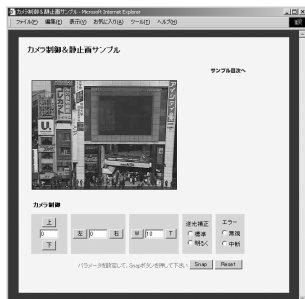 カメラ制御＆静止画サンプル - Microsoft Internet Explorer
ファイル(F) 編集(E) 表示(V) お気に入り(A) ツール(T) ヘルプ(H)
カメラ制御＆静止画サンプル
サンプル目次へ
U.
カメラ制御
上
0
下
左 0 右
W 10 T
逆光補正
標準
明るく
エラー
無視
中断
パラメータを設定して、Snapボタンを押して下さい
Snap Reset